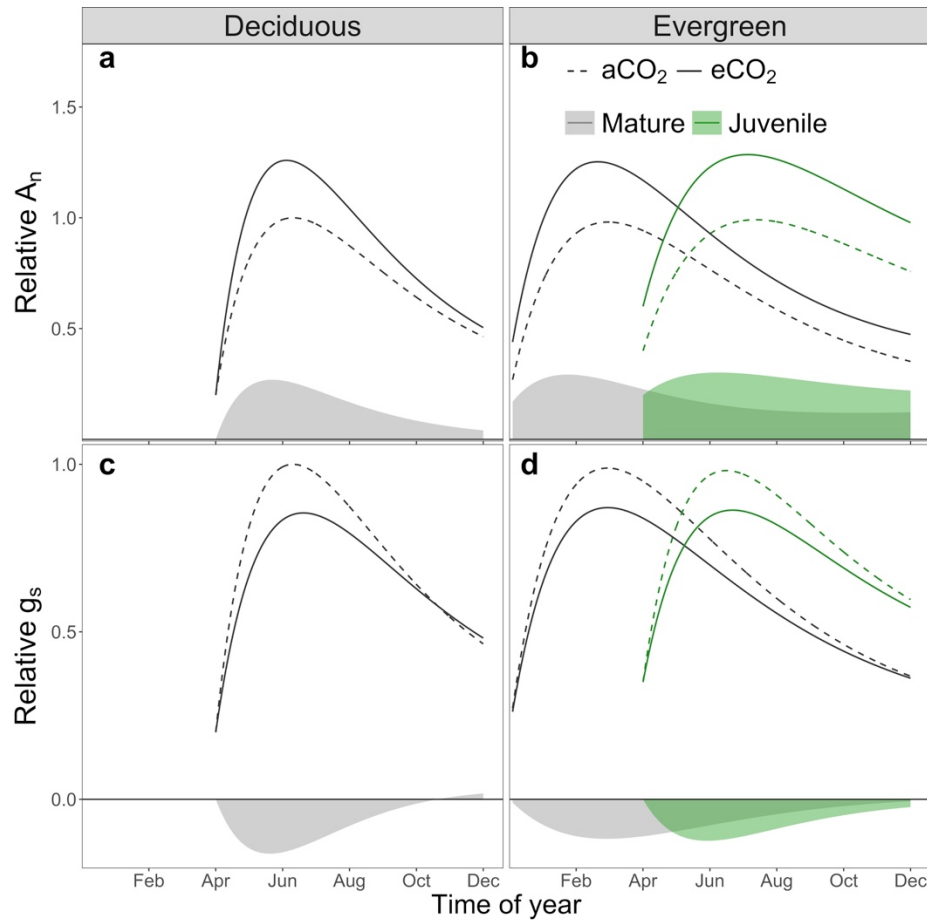 Deciduous
Evergreen
a
b
aCO₂ eCO₂
Mature Juvenile
Relative Aₙ
1.5
1.0
0.5
c
d
Relative gₛ
1.0
0.5
0.0
Feb Apr Jun Aug Oct Dec
Feb Apr Jun Aug Oct Dec
Time of year